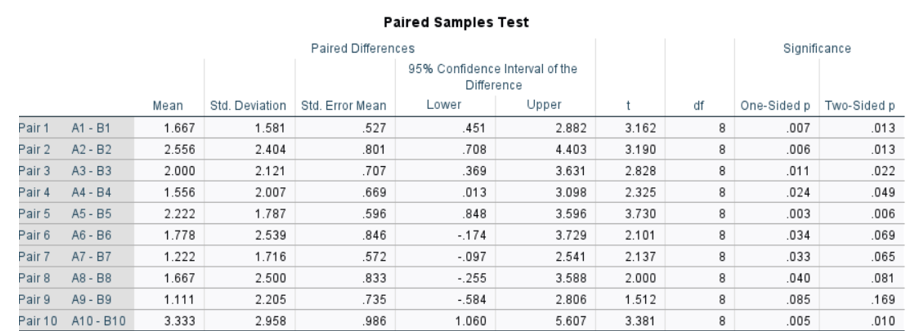 Paired Samples Test
Paired Differences Significance
95% Confidence Interval of the
Difference
Mean Std. Deviation Std. Error Mean Lower Upper t df One-Sided p Two-Sided p
Pair 1 A1 - B1 1.667 1.581 .527 .451 2.882 3.162 8 .007 .013
Pair 2 A2 - B2 2.556 2.404 .801 .708 4.403 3.190 8 .006 .013
Pair 3 A3 - B3 2.000 2.121 .707 .369 3.631 2.828 8 .011 .022
Pair 4 A4 - B4 1.556 2.007 .669 .013 3.098 2.325 8 .024 .049
Pair 5 A5 - B5 2.222 1.787 .596 .848 3.596 3.730 8 .003 .006
Pair 6 A6 - B6 1.778 2.539 .846 -.174 3.729 2.101 8 .034 .069
Pair 7 A7 - B7 1.222 1.716 .572 -.097 2.541 2.137 8 .033 .065
Pair 8 A8 - B8 1.667 2.500 .833 -.255 3.588 2.000 8 .040 .081
Pair 9 A9 - B9 1.111 2.205 .735 -.584 2.806 1.512 8 .085 .169
Pair 10 A10 - B10 3.333 2.958 .986 1.060 5.607 3.381 8 .005 .010